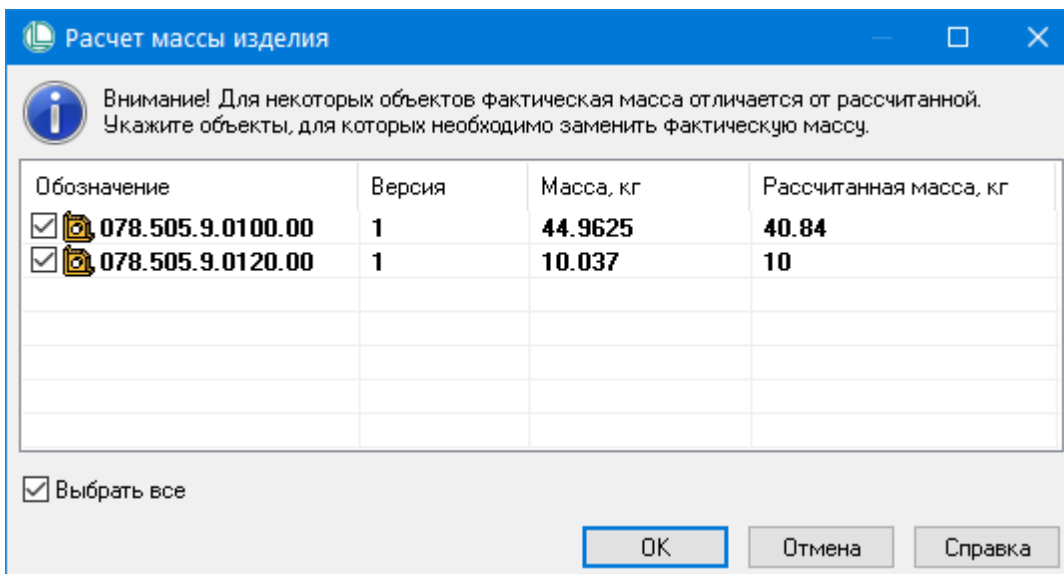 Расчет массы изделия
Внимание! Для некоторых объектов фактическая масса отличается от рассчитанной.
Укажите объекты, для которых необходимо заменить фактическую массу.
Обозначение Версия Масса, кг Рассчитанная масса, кг
078.505.9.0100.00 1 44.9625 40.84
078.505.9.0120.00 1 10.037 10
Выбрать все
OK Отмена Справка